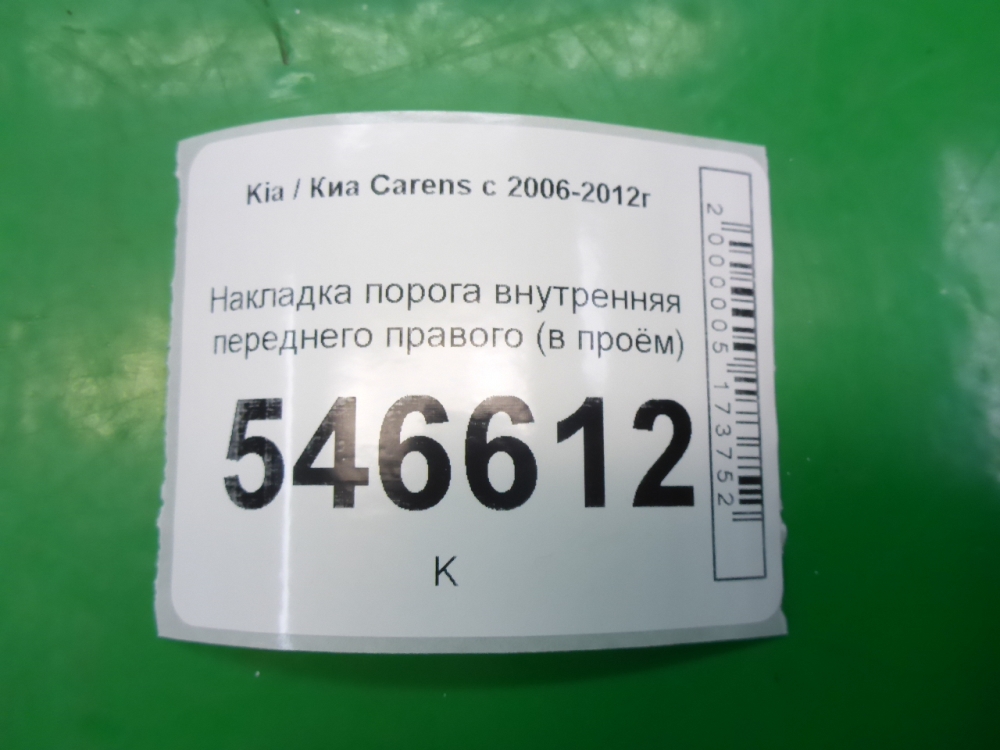 Kia / Киа Carens с 2006-2012г
Накладка порога внутренняя
переднего правого (в проём)
546612
К
2000005173752